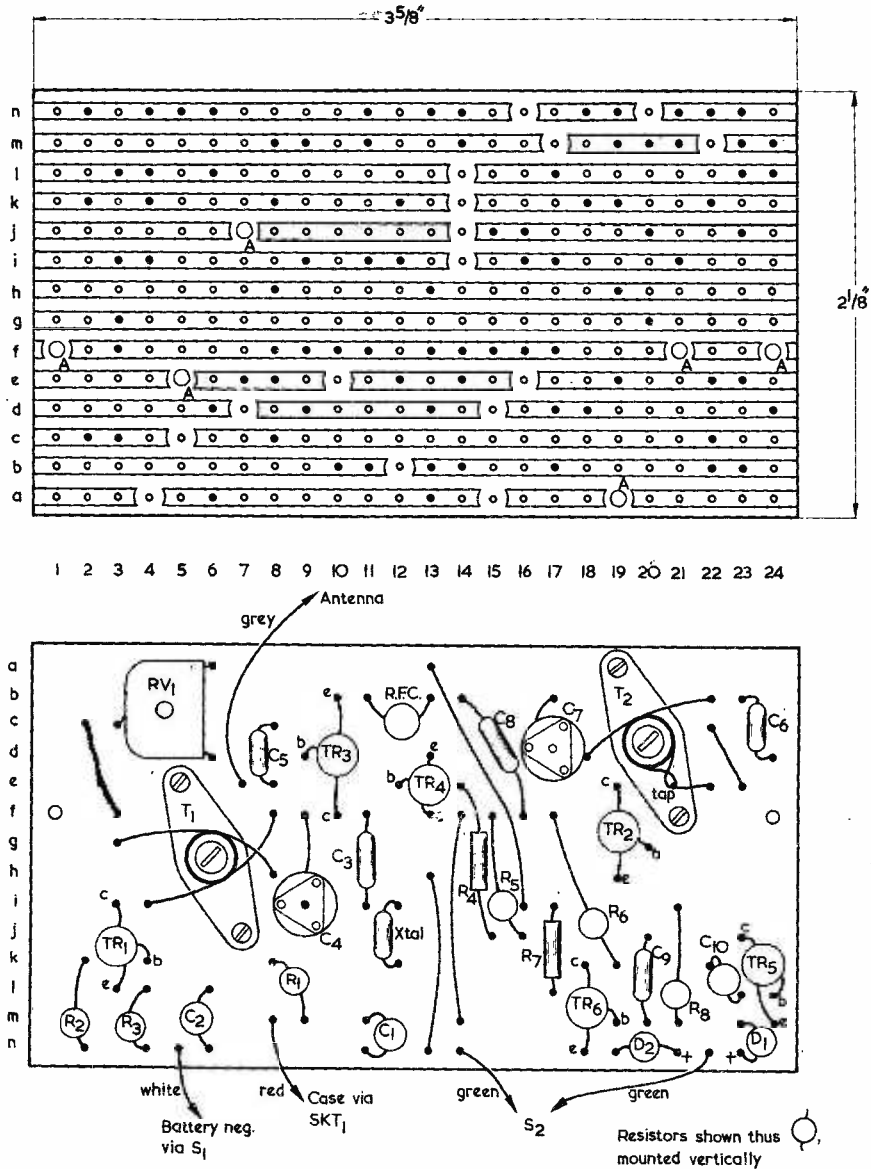 3 5/8"
n
m
l
k
j
A
i
h
g
f
A A A
e
A
d
c
b
a
A
2 1/8"
1 2 3 4 5 6 7 8 9 10 11 12 13 14 15 16 17 18 19 20 21 22 23 24
Antenna
grey
a
b
c
d
e
f
g
h
i
j
k
l
m
n
RV1
C5
e
b
TR3
c
R.F.C.
e
b
TR4
c
C8
C7
T2
tap
C6
T1
C3
c
TR2
b
e
R4
R5
R6
C4
Xtal
c
TR1
b
e
R7
C9
C10
c
TR5
b
e
R2
R3
C2
R1
C1
c
TR6
b
e
R8
D2
+
+
D1
white
Battery neg.
via S1
red
Case via
SKT1
green
S2
green
Resistors shown thus
mounted vertically